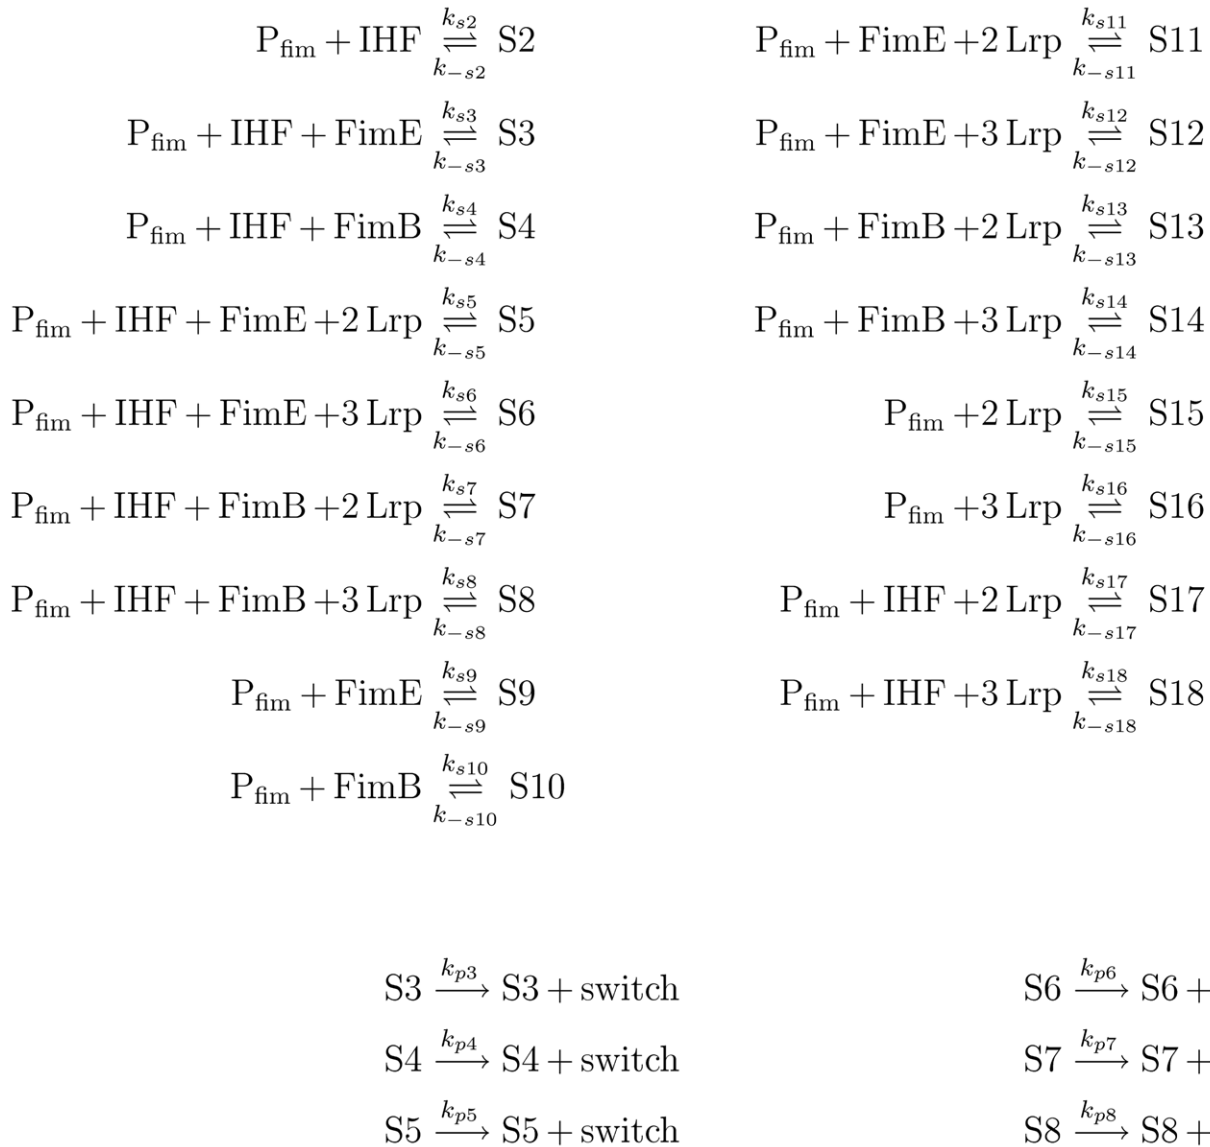 P_fim + IHF ⇌ S2 (k_s2, k_−s2)
P_fim + IHF + FimE ⇌ S3 (k_s3, k_−s3)
P_fim + IHF + FimB ⇌ S4 (k_s4, k_−s4)
P_fim + IHF + FimE +2 Lrp ⇌ S5 (k_s5, k_−s5)
P_fim + IHF + FimE +3 Lrp ⇌ S6 (k_s6, k_−s6)
P_fim + IHF + FimB +2 Lrp ⇌ S7 (k_s7, k_−s7)
P_fim + IHF + FimB +3 Lrp ⇌ S8 (k_s8, k_−s8)
P_fim + FimE ⇌ S9 (k_s9, k_−s9)
P_fim + FimB ⇌ S10 (k_s10, k_−s10)
P_fim + FimE +2 Lrp ⇌ S11 (k_s11, k_−s11)
P_fim + FimE +3 Lrp ⇌ S12 (k_s12, k_−s12)
P_fim + FimB +2 Lrp ⇌ S13 (k_s13, k_−s13)
P_fim + FimB +3 Lrp ⇌ S14 (k_s14, k_−s14)
P_fim +2 Lrp ⇌ S15 (k_s15, k_−s15)
P_fim +3 Lrp ⇌ S16 (k_s16, k_−s16)
P_fim + IHF +2 Lrp ⇌ S17 (k_s17, k_−s17)
P_fim + IHF +3 Lrp ⇌ S18 (k_s18, k_−s18)
S3 —k_p3→ S3 + switch
S4 —k_p4→ S4 + switch
S5 —k_p5→ S5 + switch
S6 —k_p6→ S6 +
S7 —k_p7→ S7 +
S8 —k_p8→ S8 +